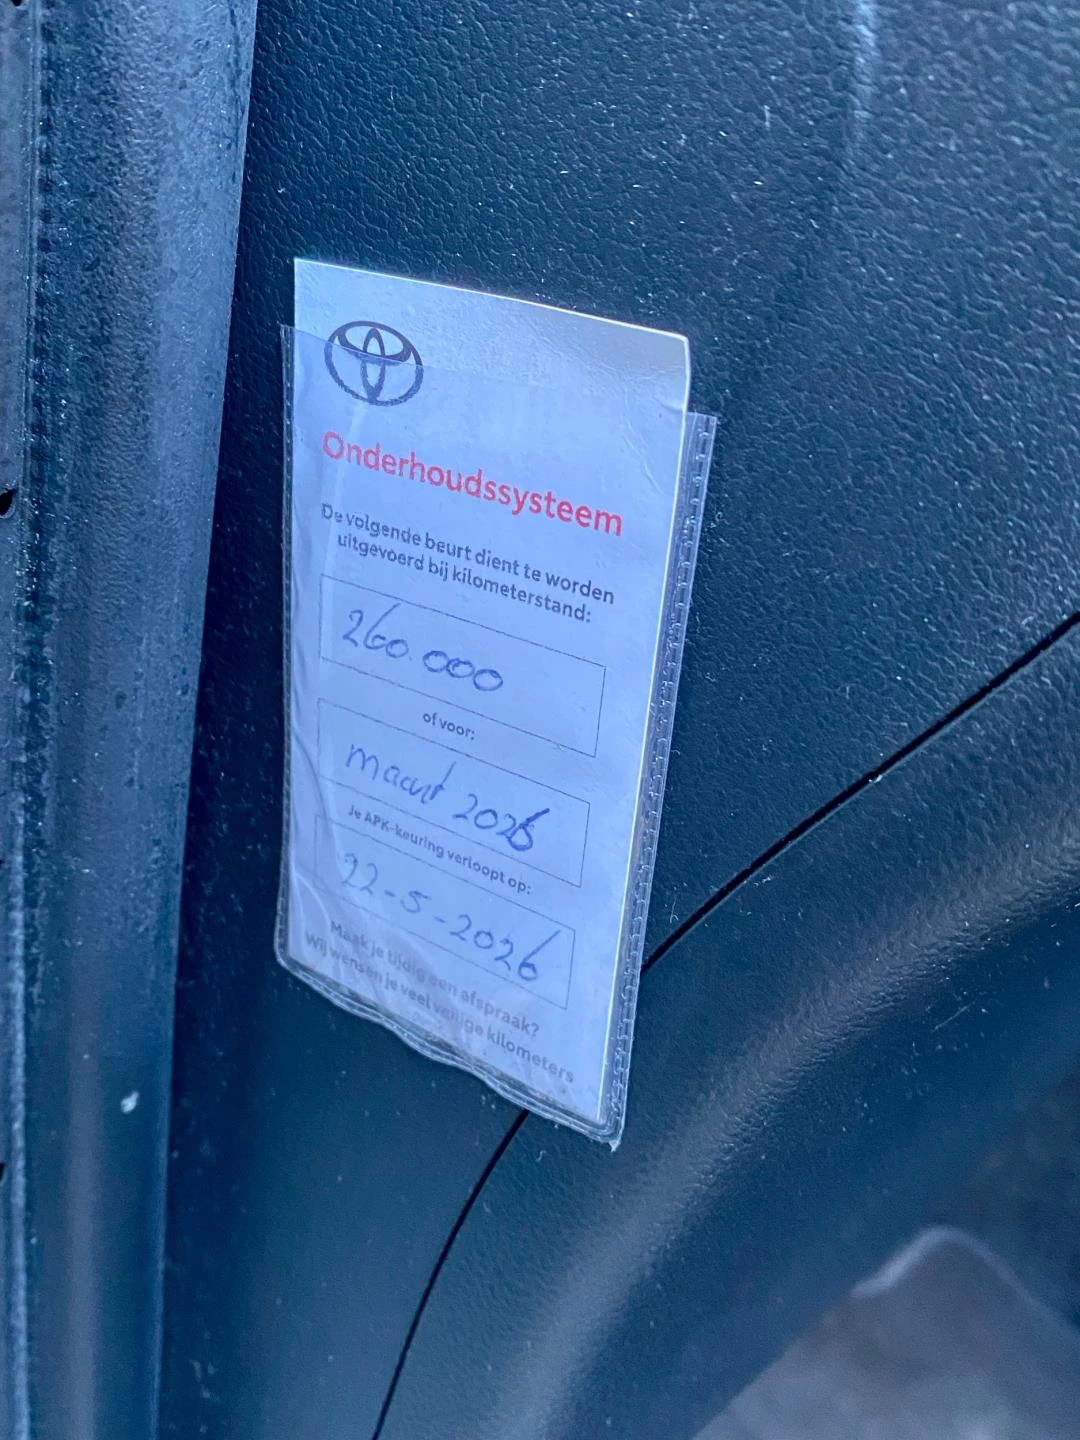 Onderhoudssysteem
De volgende beurt dient te worden
uitgevoerd bij kilometerstand:
260.000
of voor:
maart 2026
Je APK-keuring verloopt op:
22-5-2026
Maak je tijdig een afspraak?
Wij wensen je veel veilige kilometers